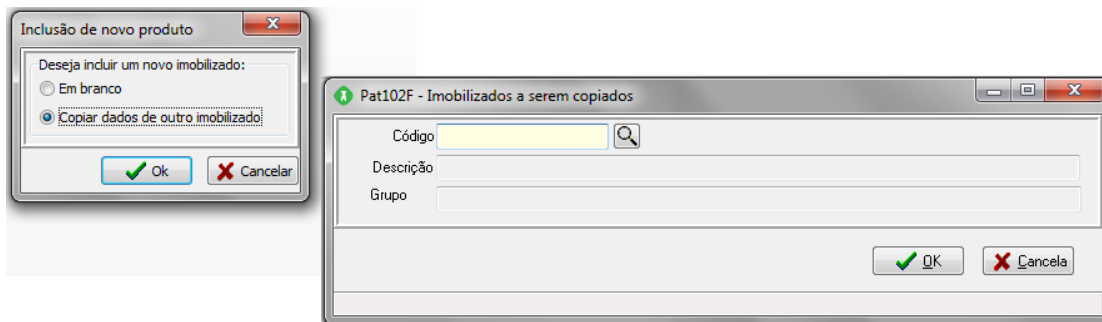 Inclusão de novo produto
Deseja incluir um novo imobilizado:
Em branco
Copiar dados de outro imobilizado
Ok
Cancelar
Pat102F - Imobilizados a serem copiados
Código
Descrição
Grupo
OK
Cancela